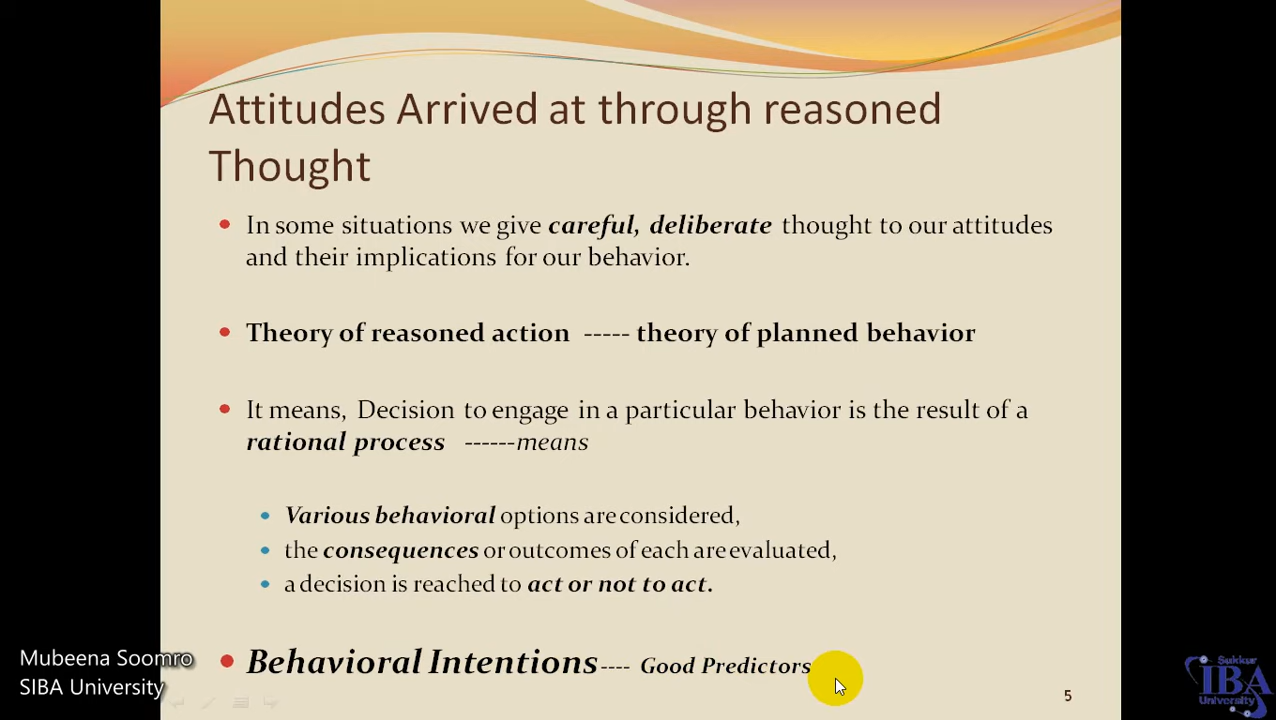 Attitudes Arrived at through reasoned
Thought
In some situations we give careful, deliberate thought to our attitudes
and their implications for our behavior.
Theory of reasoned action ----- theory of planned behavior
It means, Decision to engage in a particular behavior is the result of a
rational process ------means
Various behavioral options are considered,
the consequences or outcomes of each are evaluated,
a decision is reached to act or not to act.
Behavioral Intentions---- Good Predictors
Mubeena Soomro
SIBA University
5
Sukkur
IBA
University